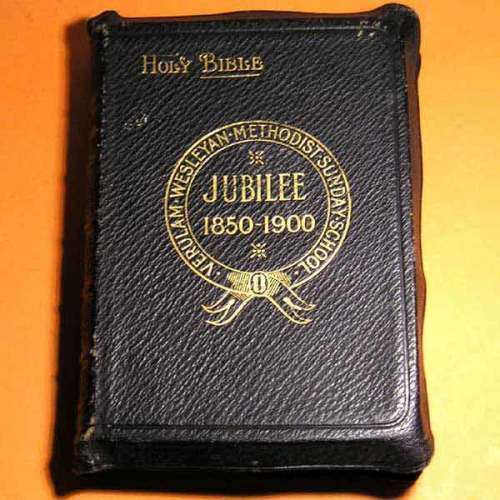 HOLY BIBLE
· VERULAM · WESLEYAN · METHODIST · SUNDAY · SCHOOL ·
JUBILEE
1850-1900